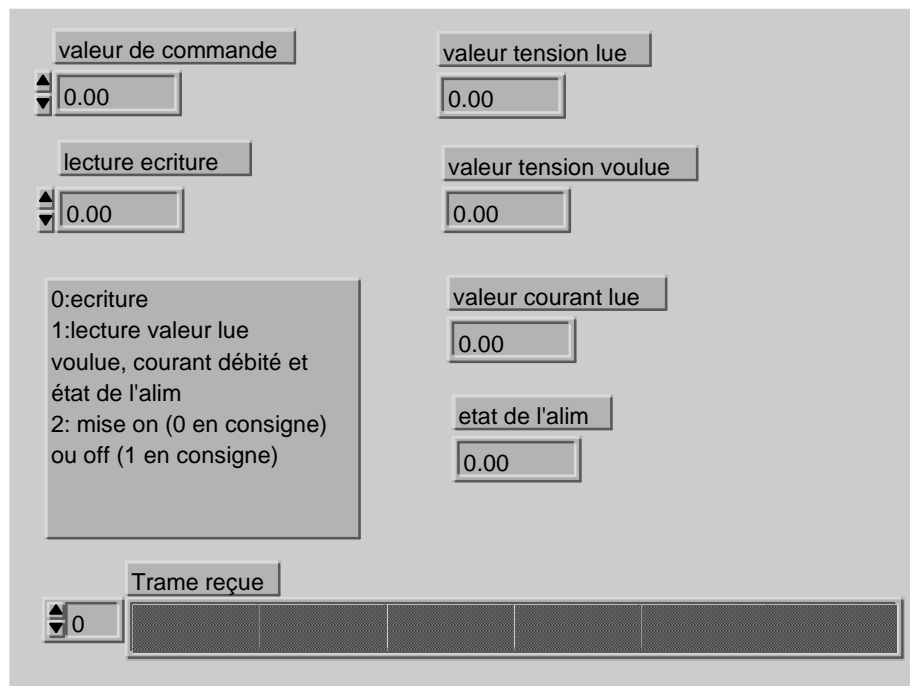 valeur de commande
0.00
lecture ecriture
0.00
0:ecriture
1:lecture valeur lue
voulue, courant débité et
état de l'alim
2: mise on (0 en consigne)
ou off (1 en consigne)
valeur tension lue
0.00
valeur tension voulue
0.00
valeur courant lue
0.00
etat de l'alim
0.00
Trame reçue
0